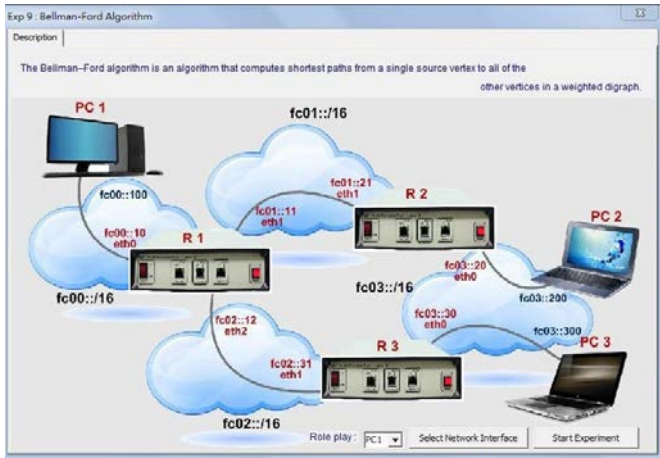 Exp 9 : Bellman-Ford Algorithm
Description
The Bellman–Ford algorithm is an algorithm that computes shortest paths from a single source vertex to all of the
other vertices in a weighted digraph.
PC 1
fc01::/16
fc00::100
fc01::21
eth1
R 2
fc00::10
eth0
fc01::11
eth1
R 1
PC 2
fc03::20
eth0
fc00::/16
fc03::/16
fc03::200
fc02::12
eth2
fc03::30
eth0
fc03::300
R 3
PC 3
fc02::31
eth1
fc02::/16
Role play :
PC1
Select Network Interface
Start Experiment